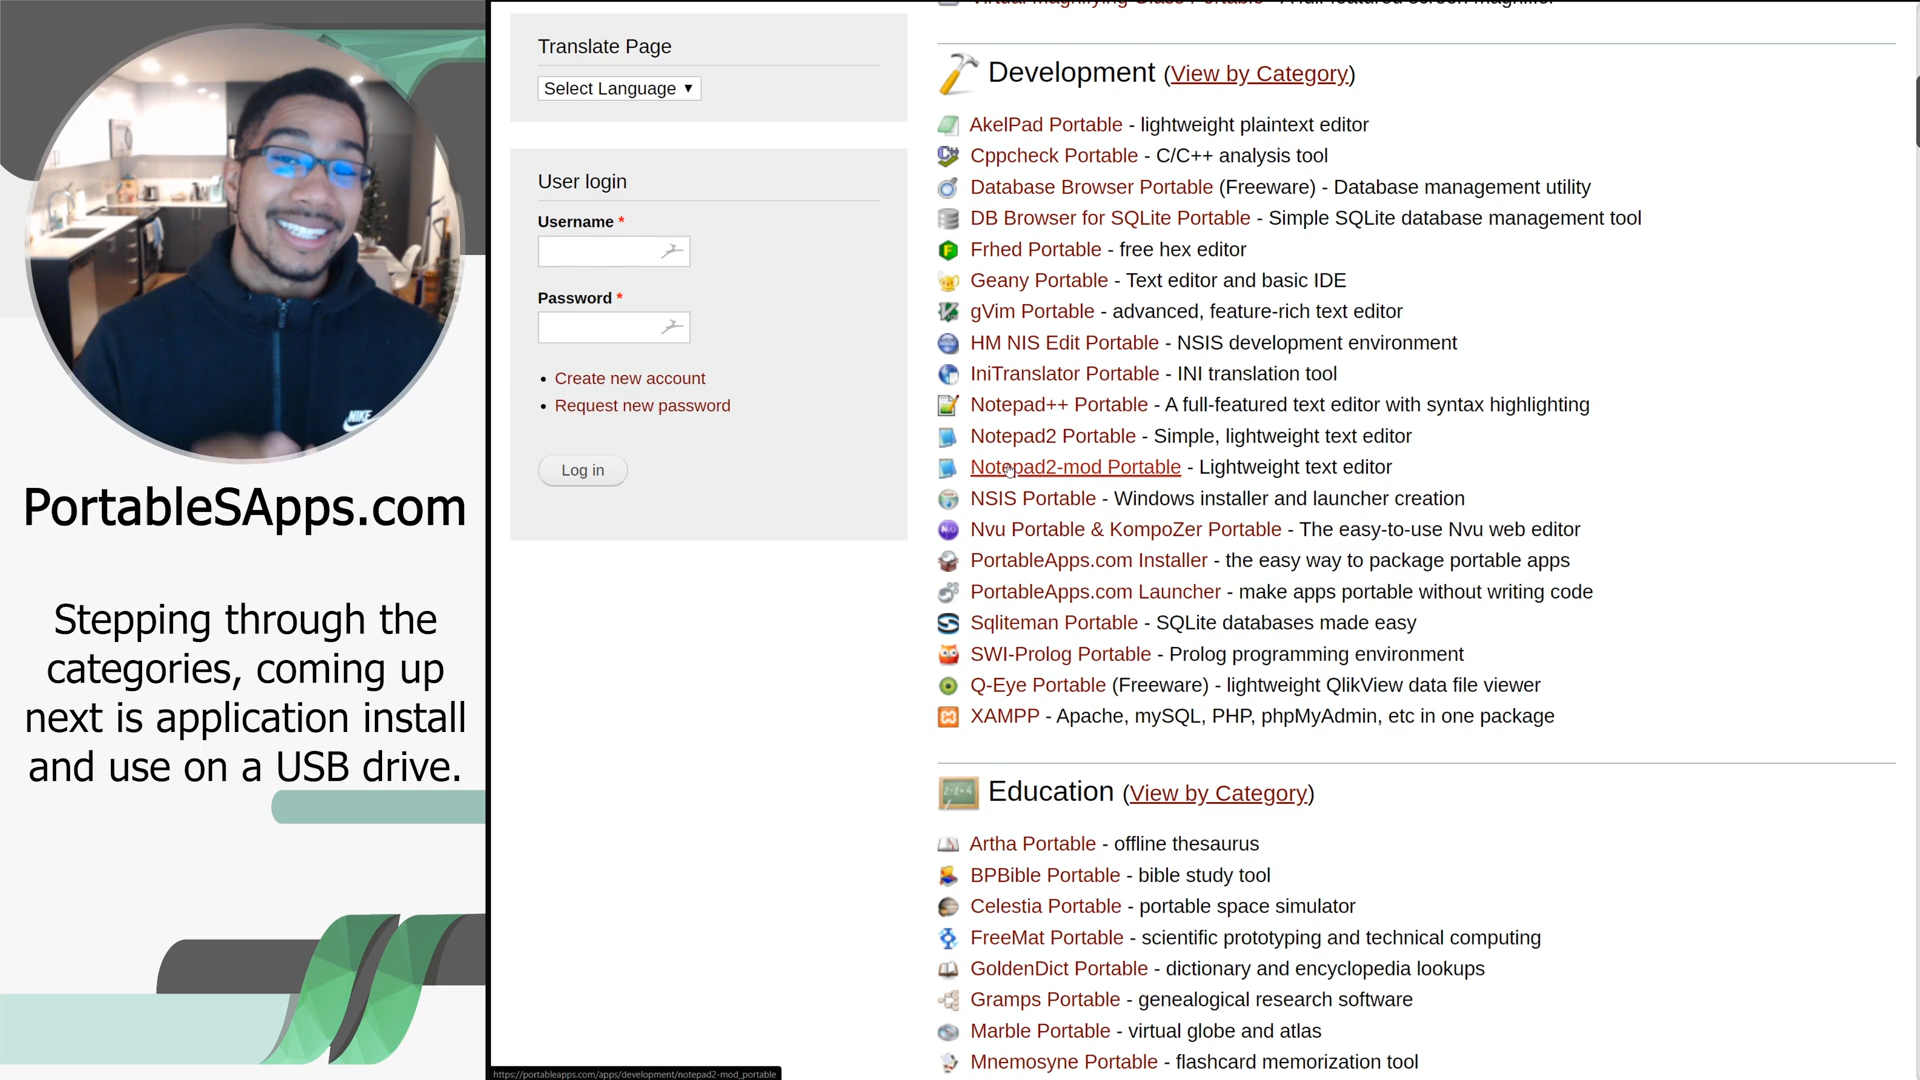 PortableSApps.com
Stepping through the
categories, coming up
next is application install
and use on a USB drive.
NIKE
Translate Page
Select Language ▼
User login
Username *
Password *
• Create new account
• Request new password
Log in
Virtual Magnifying Glass Portable - A full-featured screen magnifier
Development (View by Category)
AkelPad Portable - lightweight plaintext editor
Cppcheck Portable - C/C++ analysis tool
Database Browser Portable (Freeware) - Database management utility
DB Browser for SQLite Portable - Simple SQLite database management tool
Frhed Portable - free hex editor
Geany Portable - Text editor and basic IDE
gVim Portable - advanced, feature-rich text editor
HM NIS Edit Portable - NSIS development environment
IniTranslator Portable - INI translation tool
Notepad++ Portable - A full-featured text editor with syntax highlighting
Notepad2 Portable - Simple, lightweight text editor
Notepad2-mod Portable - Lightweight text editor
NSIS Portable - Windows installer and launcher creation
Nvu Portable & KompoZer Portable - The easy-to-use Nvu web editor
PortableApps.com Installer - the easy way to package portable apps
PortableApps.com Launcher - make apps portable without writing code
Sqliteman Portable - SQLite databases made easy
SWI-Prolog Portable - Prolog programming environment
Q-Eye Portable (Freeware) - lightweight QlikView data file viewer
XAMPP - Apache, mySQL, PHP, phpMyAdmin, etc in one package
Education (View by Category)
Artha Portable - offline thesaurus
BPBible Portable - bible study tool
Celestia Portable - portable space simulator
FreeMat Portable - scientific prototyping and technical computing
GoldenDict Portable - dictionary and encyclopedia lookups
Gramps Portable - genealogical research software
Marble Portable - virtual globe and atlas
Mnemosyne Portable - flashcard memorization tool
https://portableapps.com/apps/development/notepad2-mod_portable